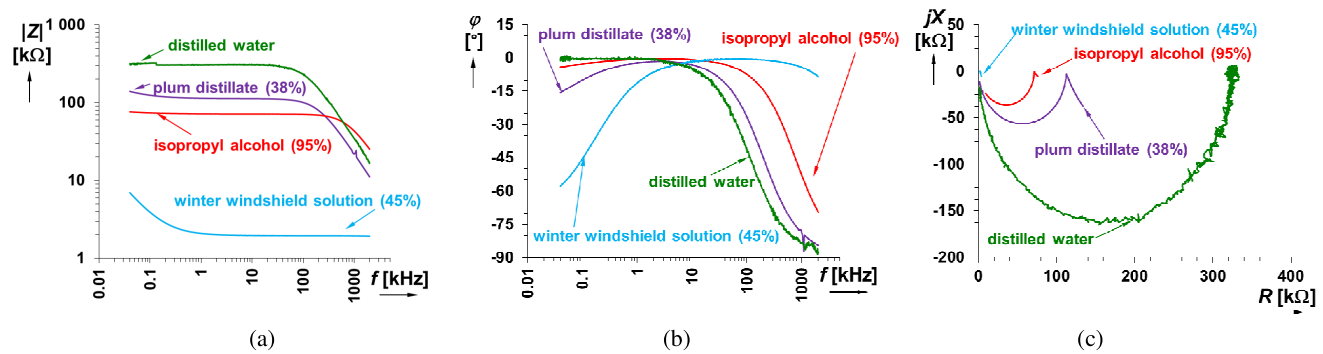 |Z|
[kΩ]
1 000
100
10
1
distilled water
plum distillate (38%)
isopropyl alcohol (95%)
winter windshield solution (45%)
0.01
0.1
1
10
100
1000
f [kHz]
(a)
φ
[°]
15
0
-15
-30
-45
-60
-75
-90
plum distillate (38%)
isopropyl alcohol (95%)
distilled water
winter windshield solution (45%)
0.01
0.1
1
10
100
1000
f [kHz]
(b)
jX
[kΩ]
50
0
-50
-100
-150
-200
winter windshield solution (45%)
isopropyl alcohol (95%)
plum distillate (38%)
distilled water
0
100
200
300
400
R [kΩ]
(c)